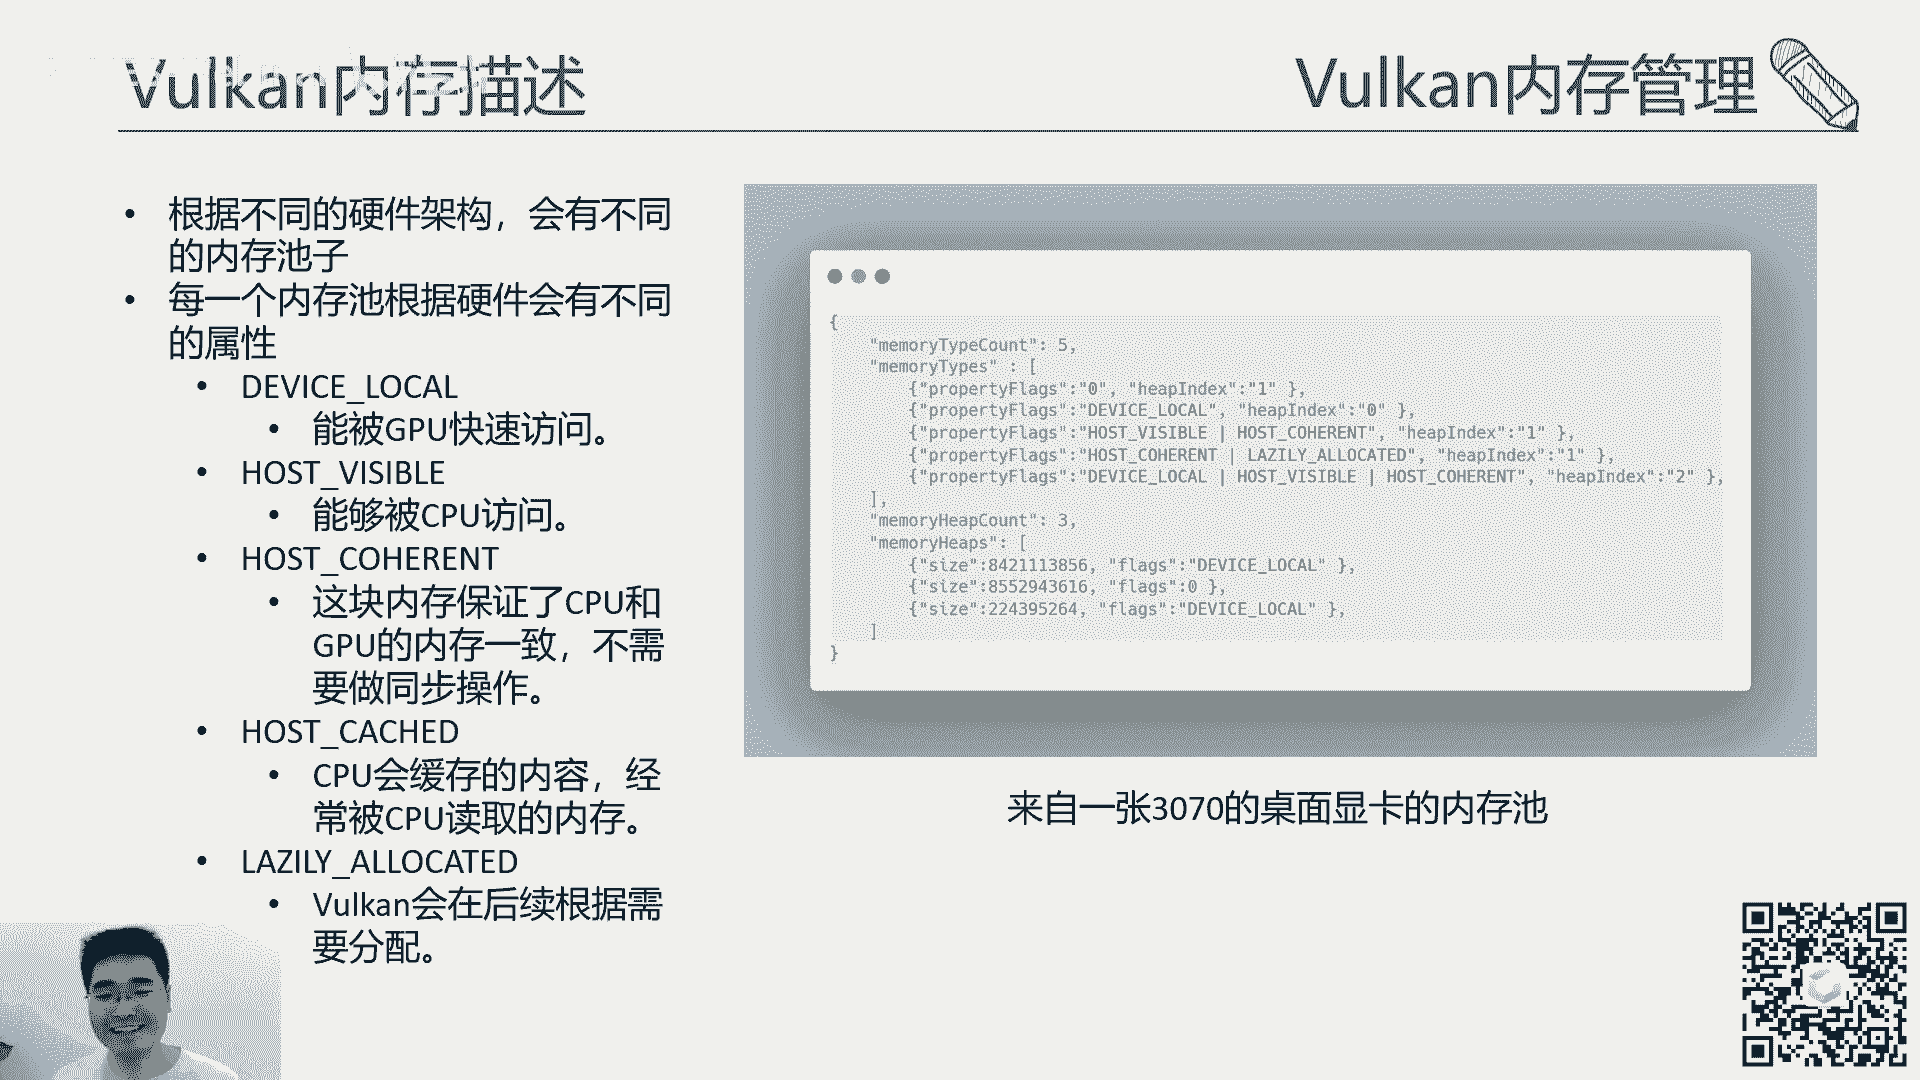 Vulkan内存描述
Vulkan内存管理
• 根据不同的硬件架构，会有不同
的内存池子
• 每一个内存池根据硬件会有不同
的属性
• DEVICE_LOCAL
• 能被GPU快速访问。
• HOST_VISIBLE
• 能够被CPU访问。
• HOST_COHERENT
• 这块内存保证了CPU和
GPU的内存一致，不需
要做同步操作。
• HOST_CACHED
• CPU会缓存的内容，经
常被CPU读取的内存。
• LAZILY_ALLOCATED
• Vulkan会在后续根据需
要分配。
{
"memoryTypeCount": 5,
"memoryTypes" : [
{"propertyFlags":"0", "heapIndex":"1" },
{"propertyFlags":"DEVICE_LOCAL", "heapIndex":"0" },
{"propertyFlags":"HOST_VISIBLE | HOST_COHERENT", "heapIndex":"1" },
{"propertyFlags":"HOST_COHERENT | LAZILY_ALLOCATED", "heapIndex":"1" },
{"propertyFlags":"DEVICE_LOCAL | HOST_VISIBLE | HOST_COHERENT", "heapIndex":"2" },
],
"memoryHeapCount": 3,
"memoryHeaps": [
{"size":8421113856, "flags":"DEVICE_LOCAL" },
{"size":8552943616, "flags":0 },
{"size":224395264, "flags":"DEVICE_LOCAL" },
]
}
来自一张3070的桌面显卡的内存池